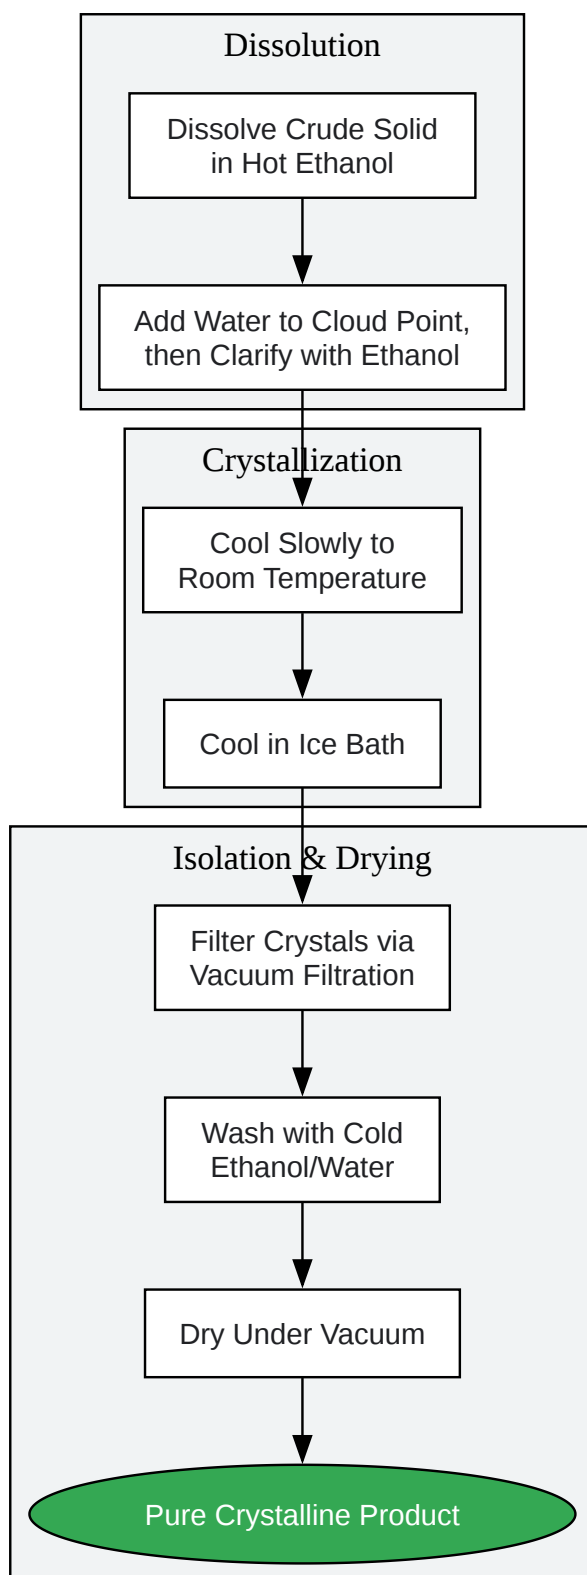 Dissolution
Dissolve Crude Solid
in Hot Ethanol
Add Water to Cloud Point,
then Clarify with Ethanol
Crystallization
Cool Slowly to
Room Temperature
Cool in Ice Bath
Isolation & Drying
Filter Crystals via
Vacuum Filtration
Wash with Cold
Ethanol/Water
Dry Under Vacuum
Pure Crystalline Product